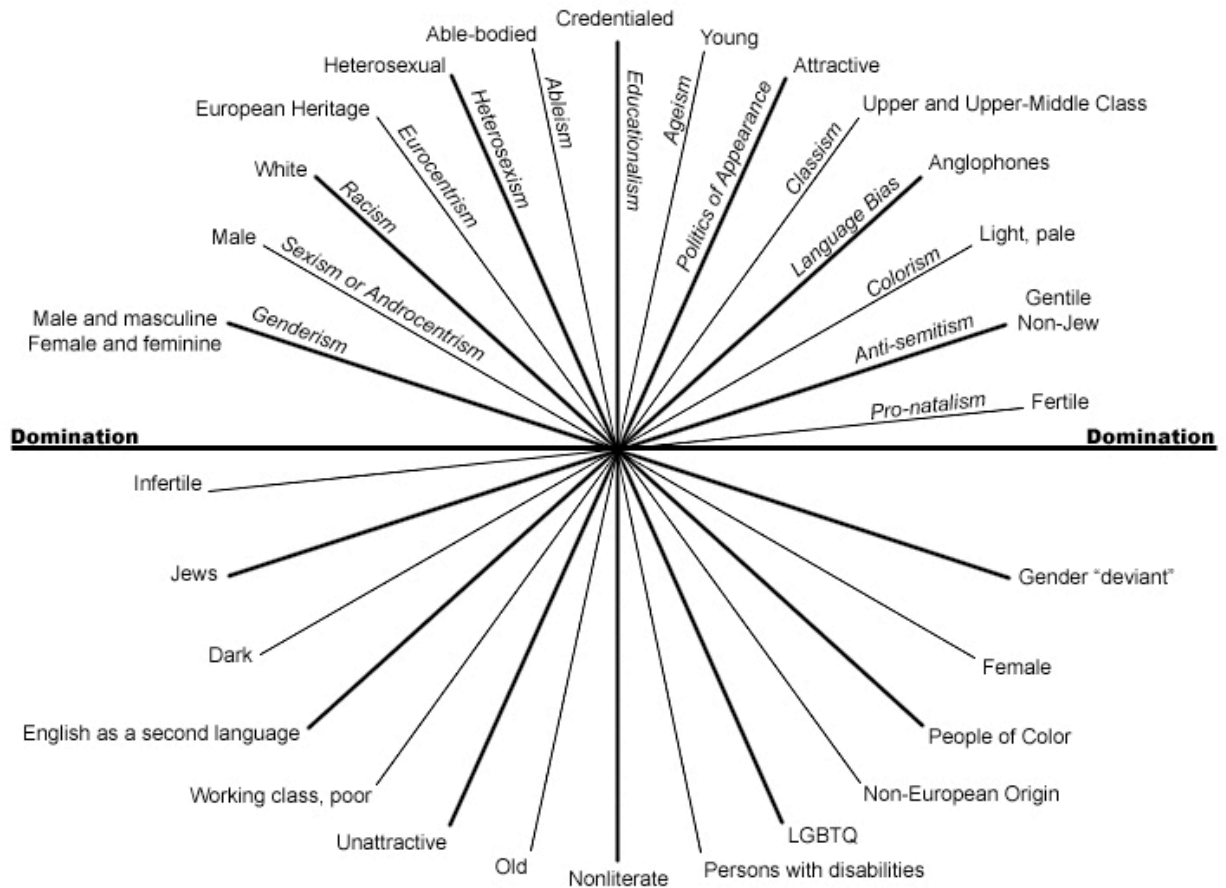 Credentialed
Able-bodied
Young
Heterosexual
Attractive
European Heritage
Upper and Upper-Middle Class
White
Anglophones
Male
Light, pale
Male and masculine
Female and feminine
Gentile
Non-Jew
Fertile
Genderism
Sexism or Androcentrism
Racism
Eurocentrism
Heterosexism
Ableism
Educationalism
Ageism
Politics of Appearance
Classism
Language Bias
Colorism
Anti-semitism
Pro-natalism
Domination
Domination
Infertile
Jews
Gender “deviant”
Dark
Female
English as a second language
People of Color
Working class, poor
Non-European Origin
Unattractive
LGBTQ
Old
Persons with disabilities
Nonliterate